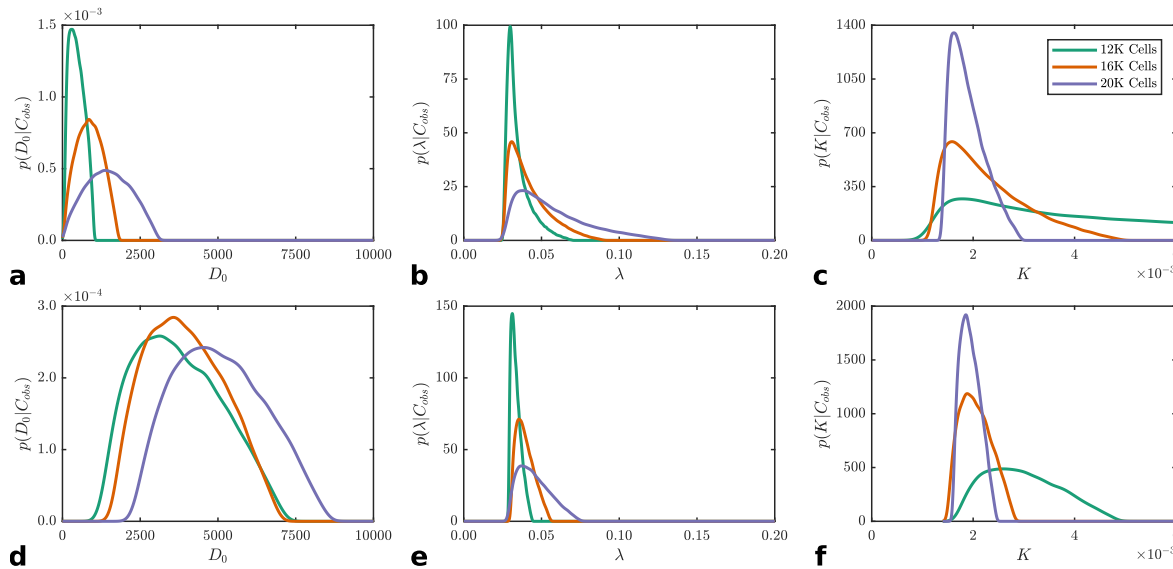 ×10⁻³
p(D₀|C_obs)
1.5
1.0
0.5
0.0
0 2500 5000 7500 10000
D₀
a
p(λ|C_obs)
100
75
50
25
0
0.00 0.05 0.10 0.15 0.20
λ
b
p(K|C_obs)
1400
1050
700
350
0
12K Cells
16K Cells
20K Cells
0 2 4
×10⁻³
K
c
×10⁻⁴
p(D₀|C_obs)
3.0
2.0
1.0
0.0
0 2500 5000 7500 10000
D₀
d
p(λ|C_obs)
150
100
50
0
0.00 0.05 0.10 0.15 0.20
λ
e
p(K|C_obs)
2000
1500
1000
500
0
0 2 4
×10⁻³
K
f